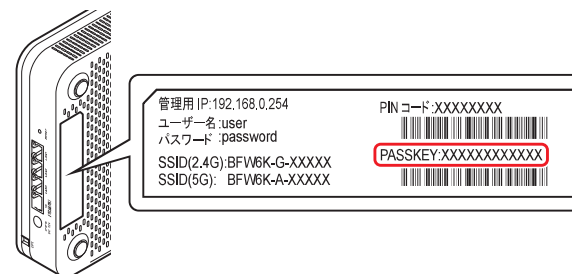 管理用 IP:192.168.0.254
ユーザー名:user
パスワード:password
SSID(2.4G):BFW6K-G-XXXXX
SSID(5G): BFW6K-A-XXXXX
PIN コード:XXXXXXXX
PASSKEY:XXXXXXXXXXXX